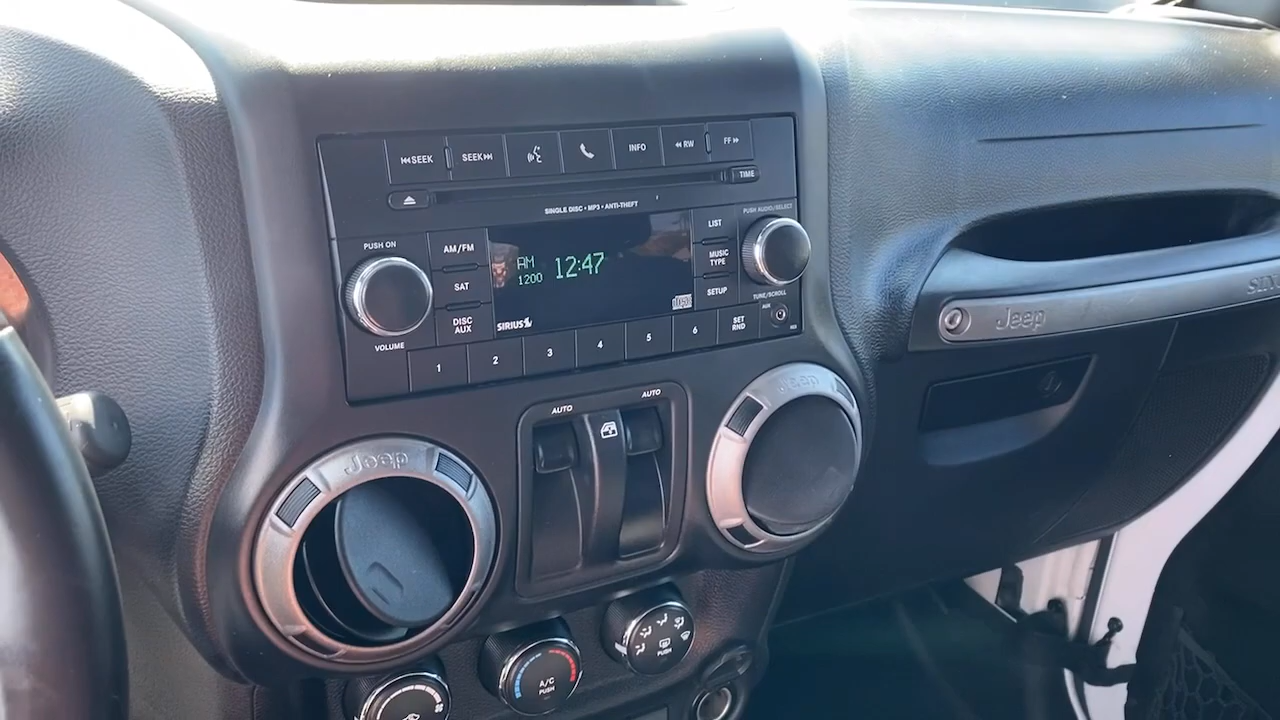 SEEK
SEEK
INFO
RW
FF
TIME
SINGLE DISC • MP3 • ANTI-THEFT
PUSH AUDIO/SELECT
PUSH ON
AM/FM
LIST
AM
1200
12:47
MUSIC
TYPE
SAT
SETUP
DISC
AUX
SIRIUS
TUNE/SCROLL
AUX
VOLUME
1
2
3
4
5
6
SET
RND
AUTO
AUTO
Jeep
Jeep
Jeep
A/C
PUSH
PUSH